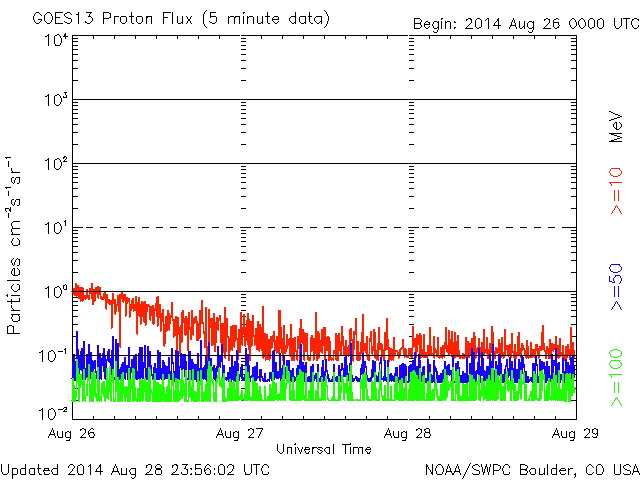 GOES13 Proton Flux (5 minute data)
Begin: 2014 Aug 26 0000 UTC
Particles cm⁻²s⁻¹sr⁻¹
10⁴
10³
10²
10¹
10⁰
10⁻¹
10⁻²
Aug 26
Aug 27
Aug 28
Aug 29
Universal Time
MeV
>=10
>=50
>=100
Updated 2014 Aug 28 23:56:02 UTC
NOAA/SWPC Boulder, CO USA